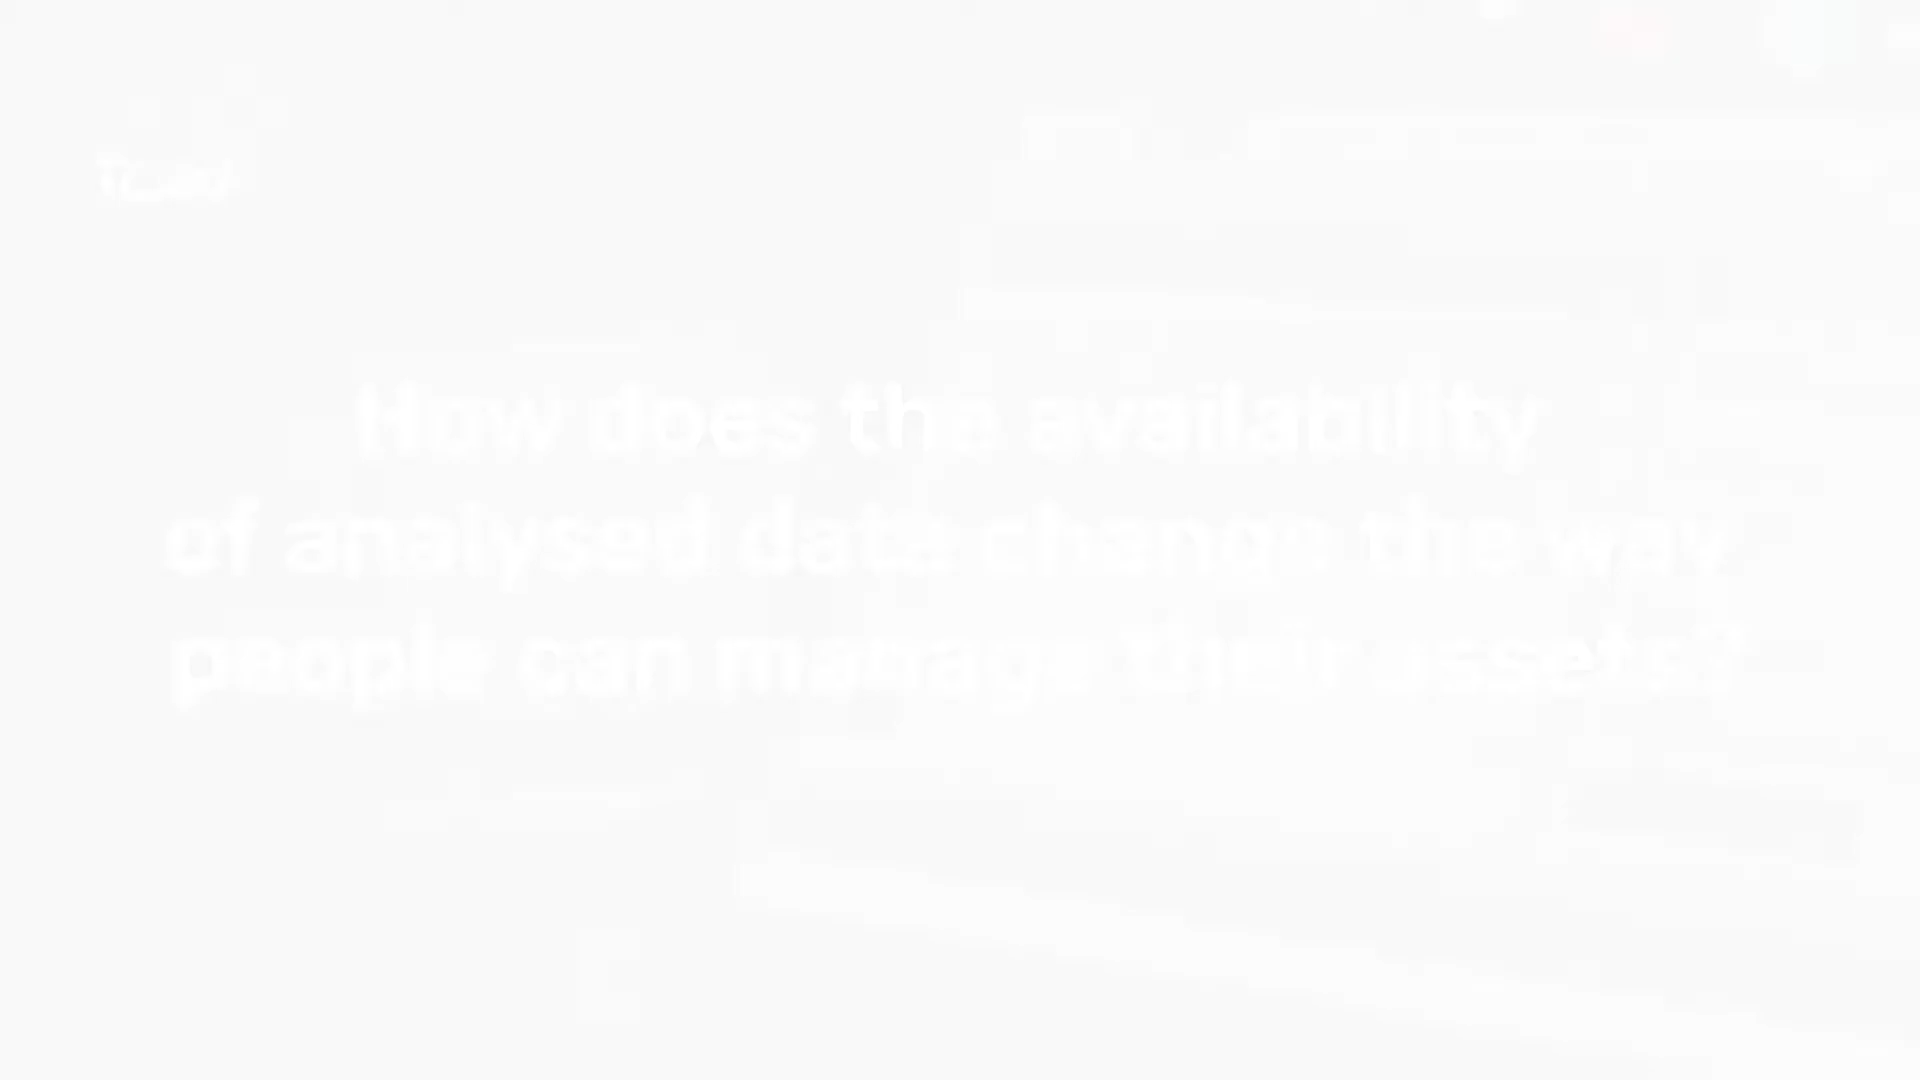 How does the availability
of analysed data change the way
people can manage their assets?